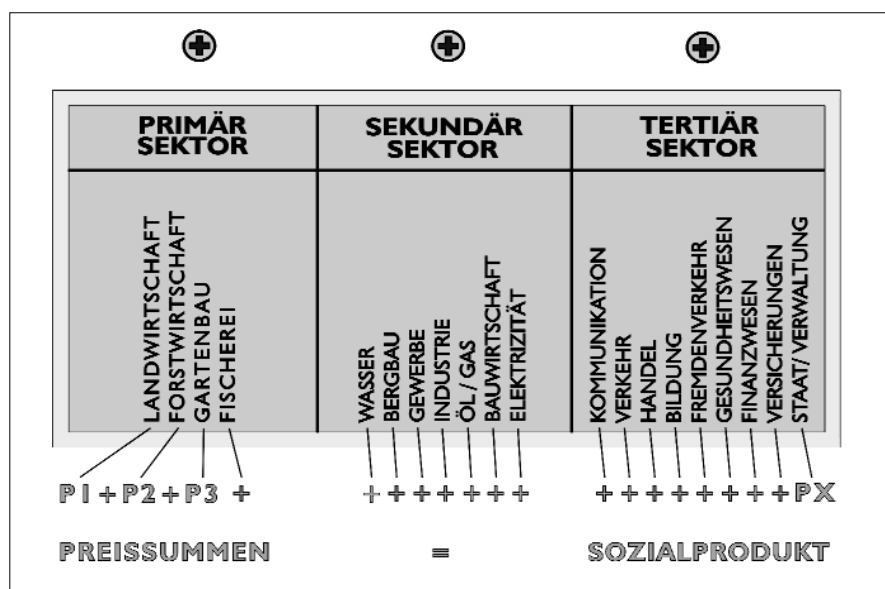 PRIMÄR
SEKTOR
SEKUNDÄR
SEKTOR
TERTIÄR
SEKTOR
LANDWIRTSCHAFT
FORSTWIRTSCHAFT
GARTENBAU
FISCHEREI
WASSER
BERGBAU
GEWERBE
INDUSTRIE
ÖL / GAS
BAUWIRTSCHAFT
ELEKTRIZITÄT
KOMMUNIKATION
VERKEHR
HANDEL
BILDUNG
FREMDENVERKEHR
GESUNDHEITSWESEN
FINANZWESEN
VERSICHERUNGEN
STAAT/ VERWALTUNG
P1 + P2 + P3 + + + + + + + + + + + + + + + + PX
PREISSUMMEN = SOZIALPRODUKT